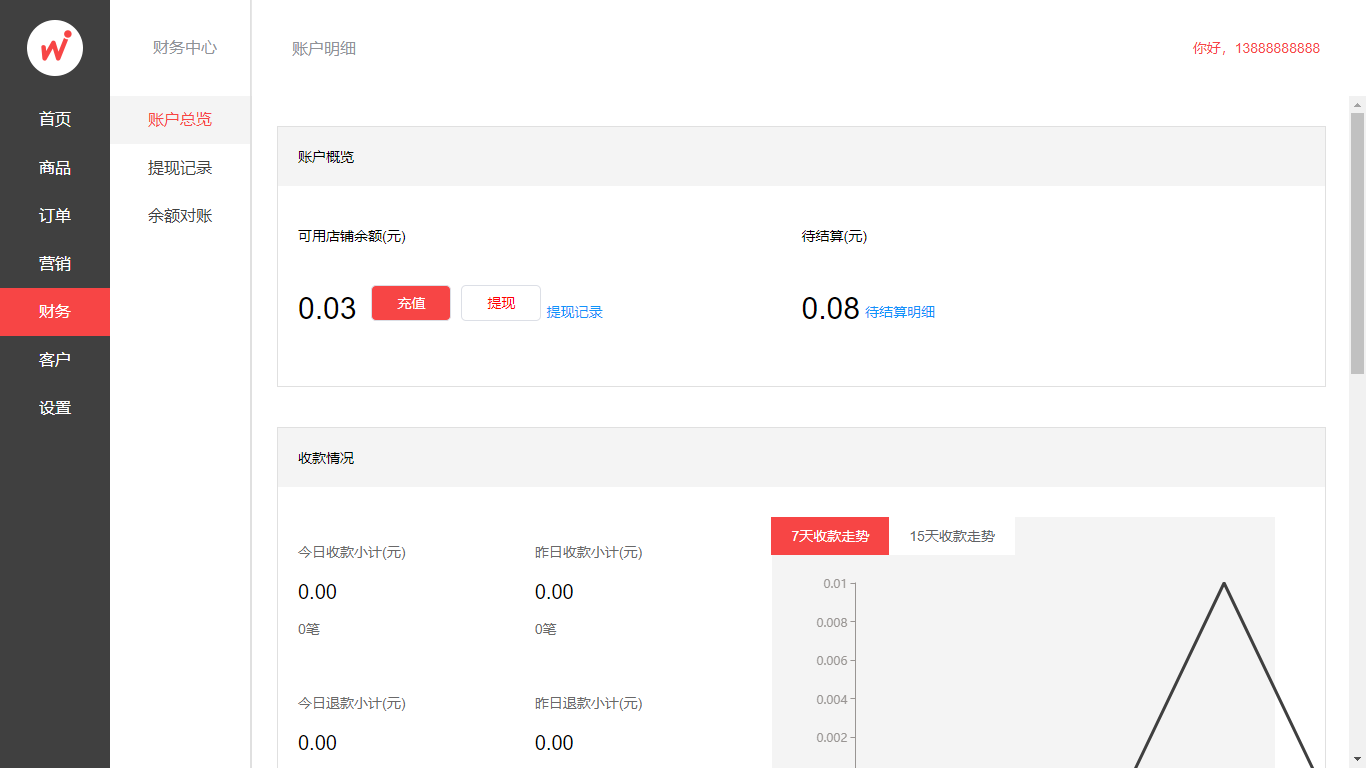 财务中心
账户明细
你好，13888888888
首页
商品
订单
营销
财务
客户
设置
账户总览
提现记录
余额对账
账户概览
可用店铺余额(元)
待结算(元)
0.03 充值 提现 提现记录
0.08 待结算明细
收款情况
今日收款小计(元)
昨日收款小计(元)
0.00
0.00
0笔
0笔
今日退款小计(元)
昨日退款小计(元)
0.00
0.00
7天收款走势
15天收款走势
0.01
0.008
0.006
0.004
0.002